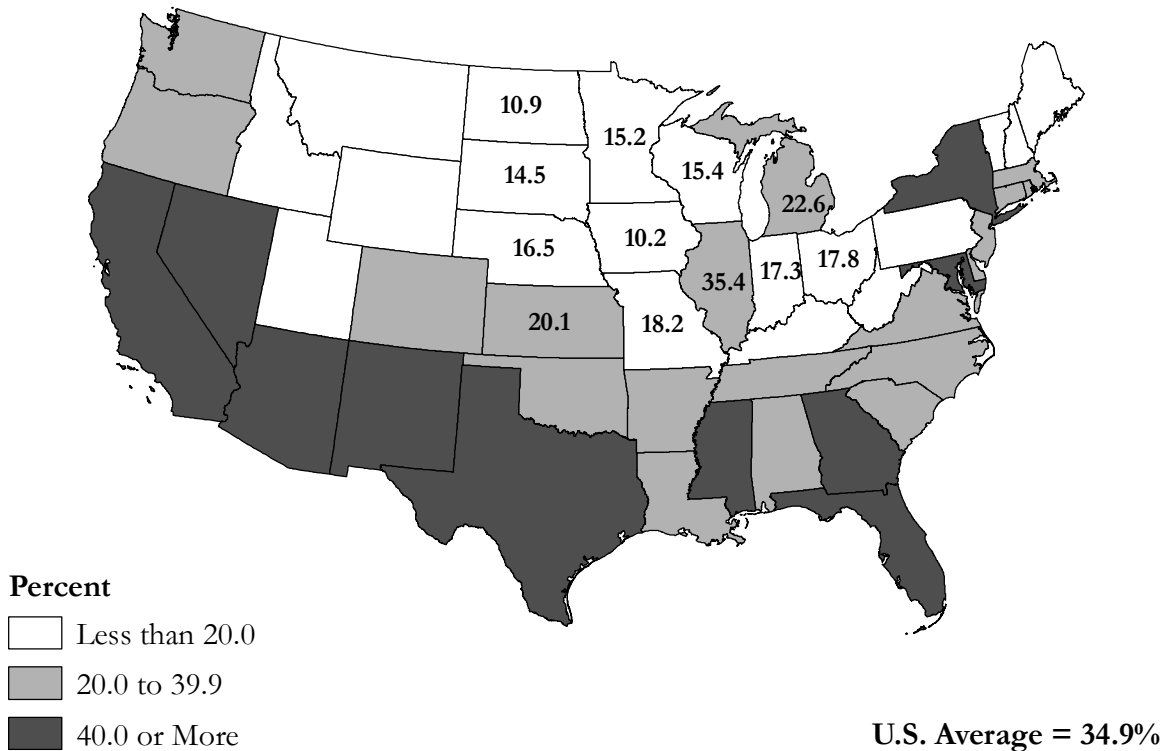 10.9
15.2
14.5
15.4
22.6
16.5
10.2
17.3
17.8
35.4
20.1
18.2
Percent
Less than 20.0
20.0 to 39.9
40.0 or More
U.S. Average = 34.9%